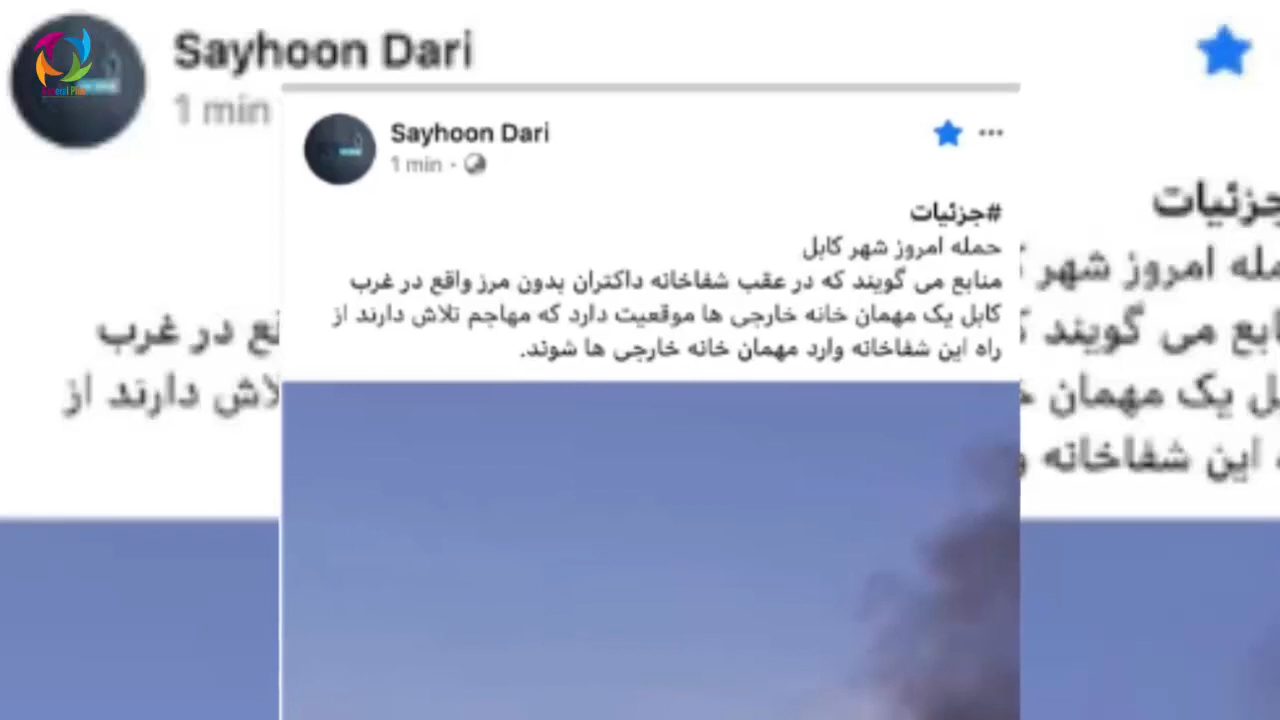 Sayhoon Dari
1 min
Sayhoon Dari
1 min ·
#جزئیات
حمله امروز شهر کابل
منابع می گویند که در عقب شفاخانه داکتران بدون مرز واقع در غرب
کابل یک مهمان خانه خارجی ها موقعیت دارد که مهاجم تلاش دارند از
راه این شفاخانه وارد مهمان خانه خارجی ها شوند.